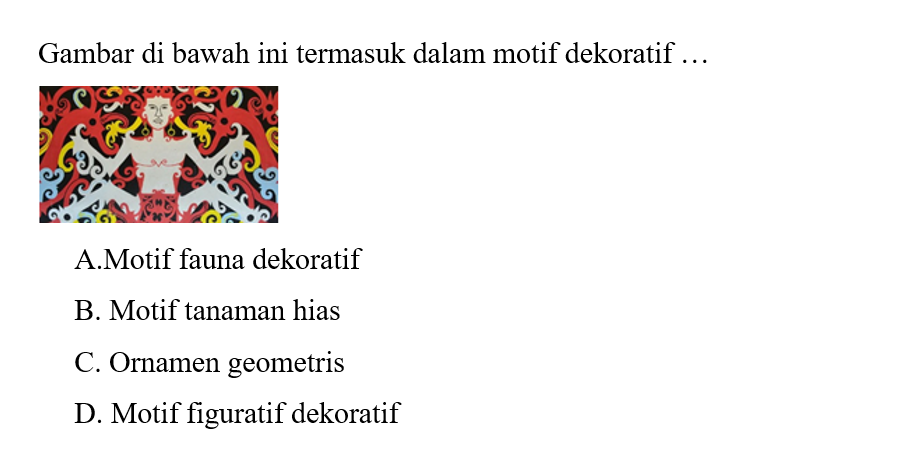 Gambar di bawah ini termasuk dalam motif dekoratif …
A.Motif fauna dekoratif
B. Motif tanaman hias
C. Ornamen geometris
D. Motif figuratif dekoratif